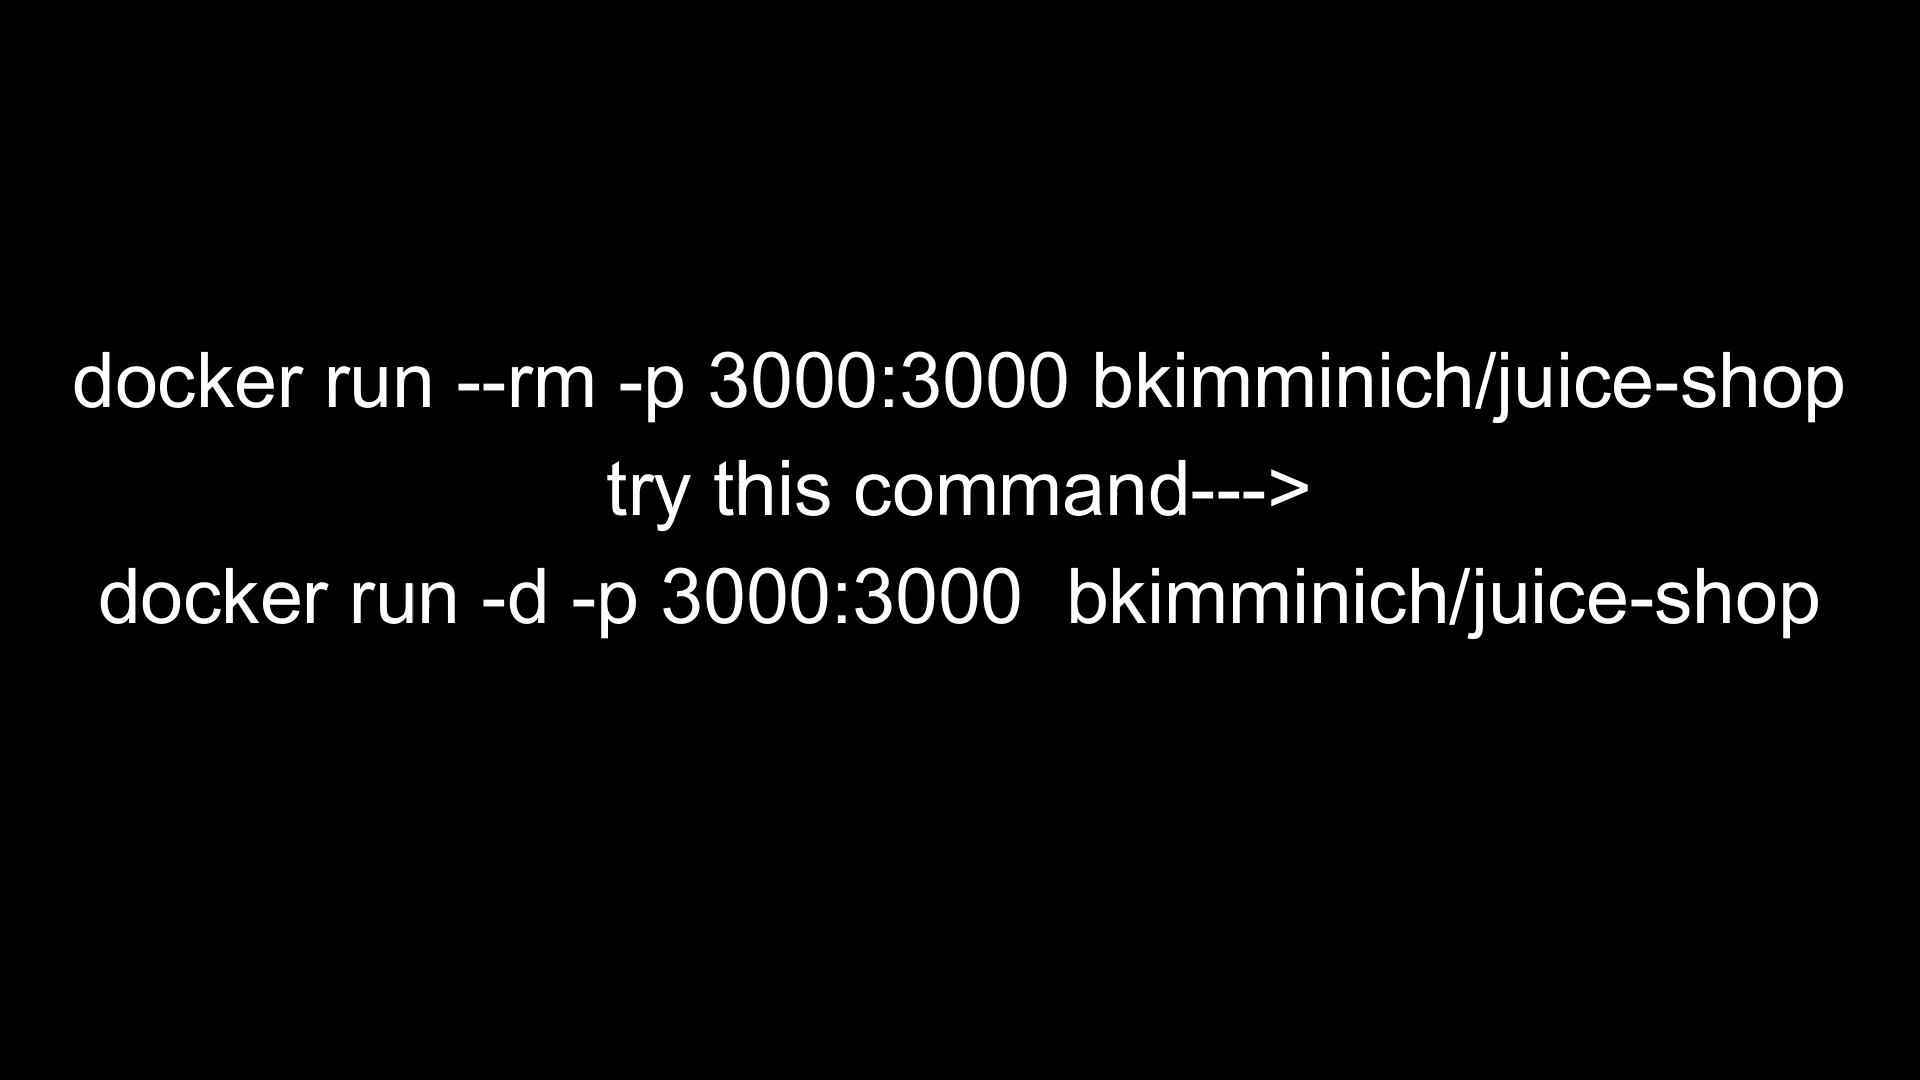 docker run --rm -p 3000:3000 bkimminich/juice-shop
try this command--->
docker run -d -p 3000:3000  bkimminich/juice-shop